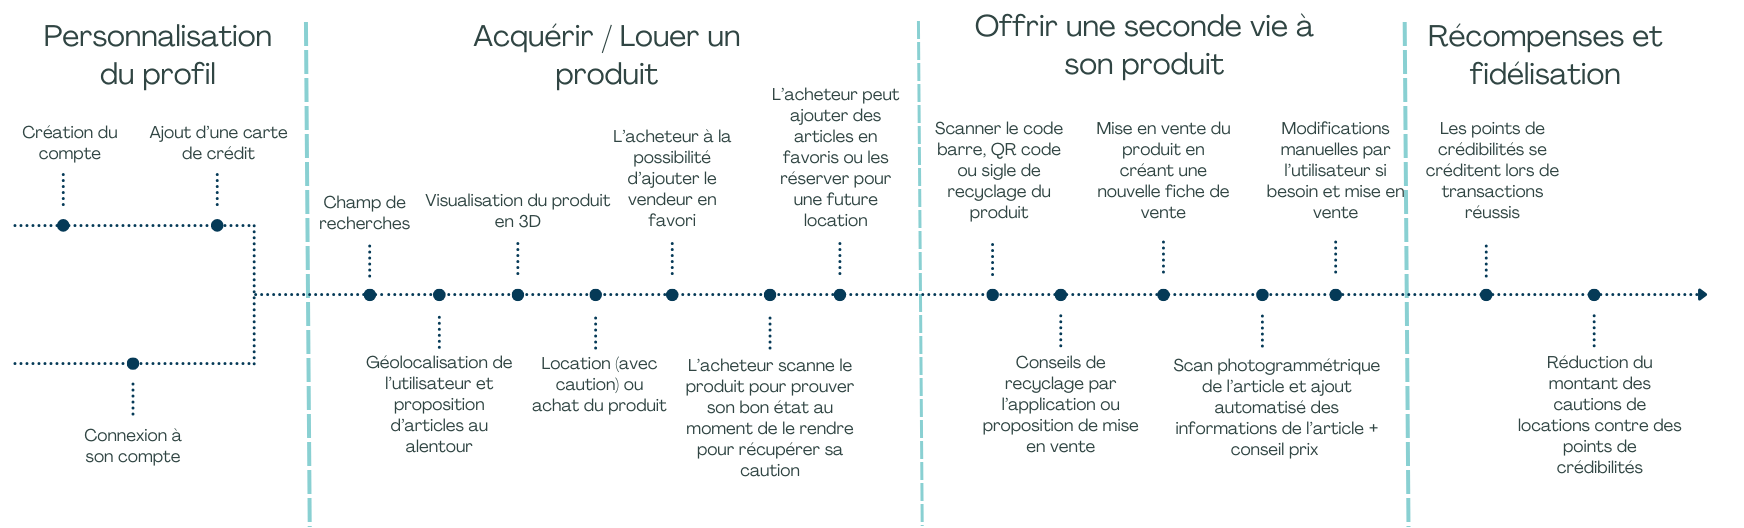 Personnalisation
du profil
Création du
compte
Ajout d'une carte
de crédit
Connexion à
son compte
Acquérir / Louer un
produit
Champ de
recherches
Géolocalisation de
l'utilisateur et
proposition
d'articles au
alentour
Visualisation du produit
en 3D
Location (avec
caution) ou
achat du produit
L'acheteur à la
possibilité
d'ajouter le
vendeur en
favori
L'acheteur scanne le
produit pour prouver
son bon état au
moment de le rendre
pour récupérer sa
caution
L'acheteur peut
ajouter des
articles en
favoris ou les
réserver pour
une future
location
Offrir une seconde vie à
son produit
Scanner le code
barre, QR code
ou sigle de
recyclage du
produit
Conseils de
recyclage par
l'application ou
proposition de mise
en vente
Mise en vente du
produit en
créant une
nouvelle fiche de
vente
Scan photogrammétrique
de l'article et ajout
automatisé des
informations de l'article +
conseil prix
Modifications
manuelles par
l'utilisateur si
besoin et mise en
vente
Récompenses et
fidélisation
Les points de
crédibilités se
créditent lors de
transactions
réussis
Réduction du
montant des
cautions de
locations contre des
points de
crédibilités